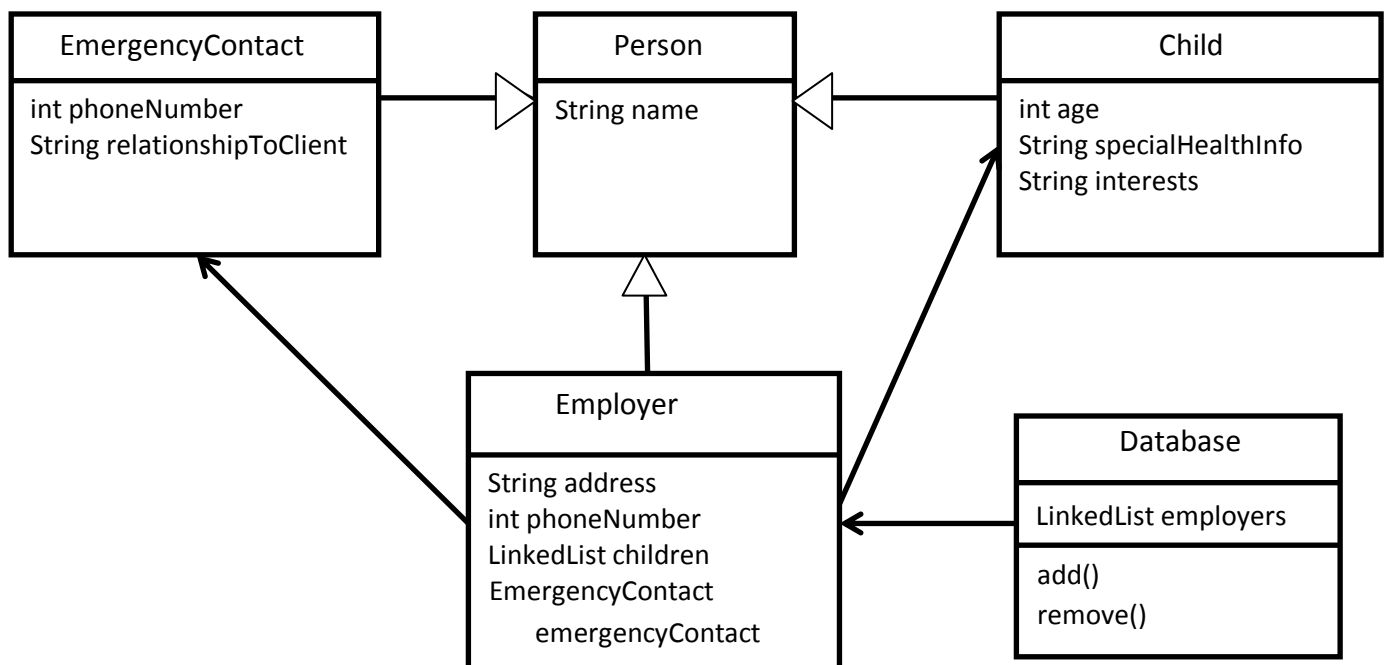 EmergencyContact
int phoneNumber
String relationshipToClient
Person
String name
Child
int age
String specialHealthInfo
String interests
Employer
String address
int phoneNumber
LinkedList children
EmergencyContact
emergencyContact
Database
LinkedList employers
add()
remove()